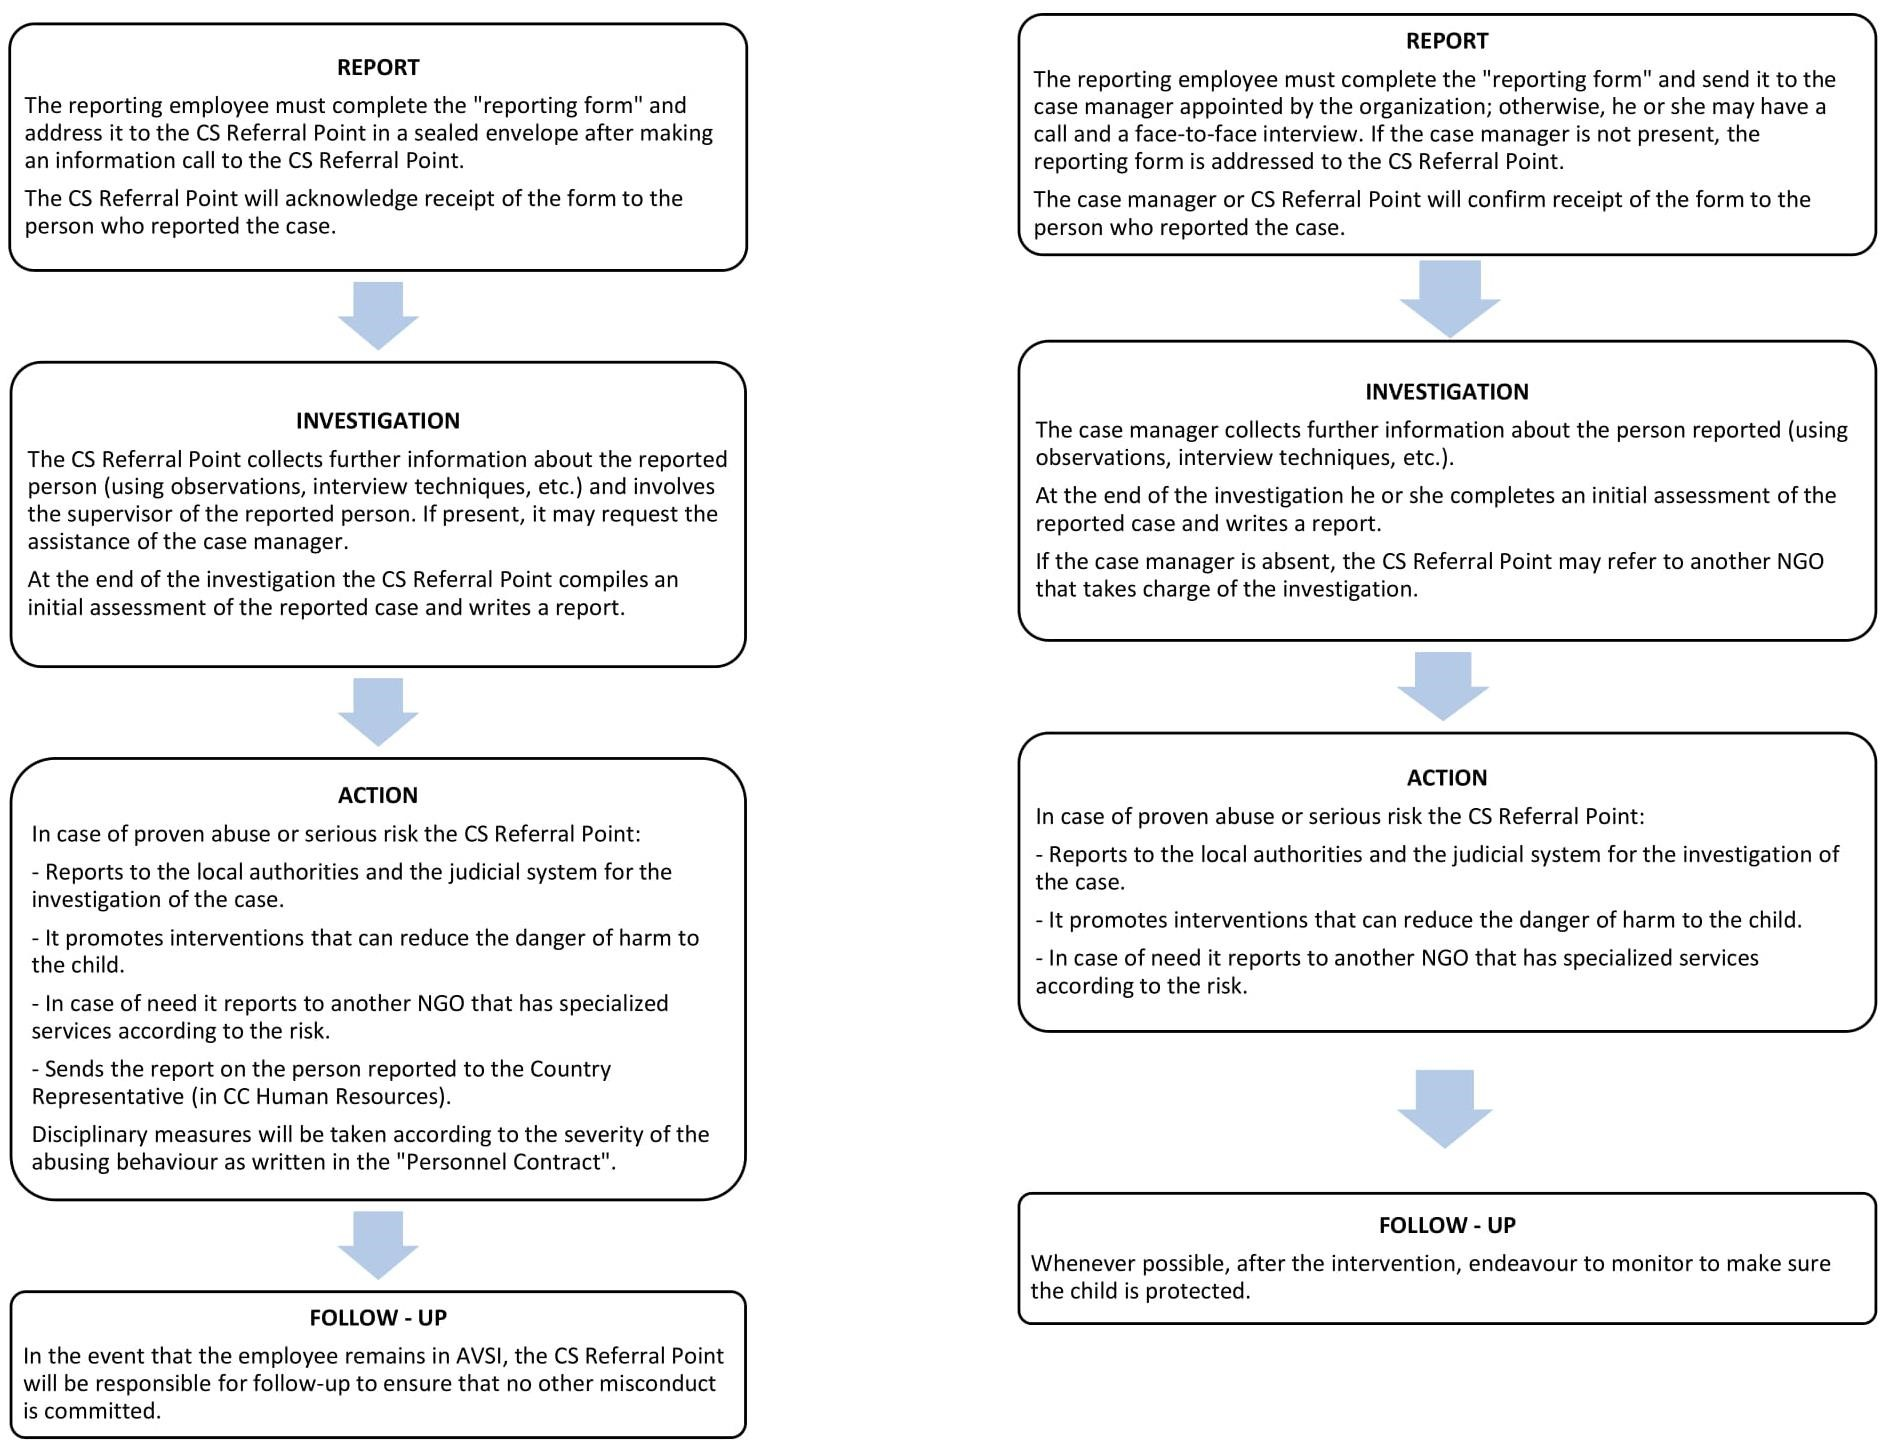 REPORT
The reporting employee must complete the "reporting form" and
address it to the CS Referral Point in a sealed envelope after making
an information call to the CS Referral Point.
The CS Referral Point will acknowledge receipt of the form to the
person who reported the case.
INVESTIGATION
The CS Referral Point collects further information about the reported
person (using observations, interview techniques, etc.) and involves
the supervisor of the reported person. If present, it may request the
assistance of the case manager.
At the end of the investigation the CS Referral Point compiles an
initial assessment of the reported case and writes a report.
ACTION
In case of proven abuse or serious risk the CS Referral Point:
- Reports to the local authorities and the judicial system for the
investigation of the case.
- It promotes interventions that can reduce the danger of harm to
the child.
- In case of need it reports to another NGO that has specialized
services according to the risk.
- Sends the report on the person reported to the Country
Representative (in CC Human Resources).
Disciplinary measures will be taken according to the severity of the
abusing behaviour as written in the "Personnel Contract".
FOLLOW - UP
In the event that the employee remains in AVSI, the CS Referral Point
will be responsible for follow-up to ensure that no other misconduct
is committed.
REPORT
The reporting employee must complete the "reporting form" and send it to the
case manager appointed by the organization; otherwise, he or she may have a
call and a face-to-face interview. If the case manager is not present, the
reporting form is addressed to the CS Referral Point.
The case manager or CS Referral Point will confirm receipt of the form to the
person who reported the case.
INVESTIGATION
The case manager collects further information about the person reported (using
observations, interview techniques, etc.).
At the end of the investigation he or she completes an initial assessment of the
reported case and writes a report.
If the case manager is absent, the CS Referral Point may refer to another NGO
that takes charge of the investigation.
ACTION
In case of proven abuse or serious risk the CS Referral Point:
- Reports to the local authorities and the judicial system for the investigation of
the case.
- It promotes interventions that can reduce the danger of harm to the child.
- In case of need it reports to another NGO that has specialized services
according to the risk.
FOLLOW - UP
Whenever possible, after the intervention, endeavour to monitor to make sure
the child is protected.